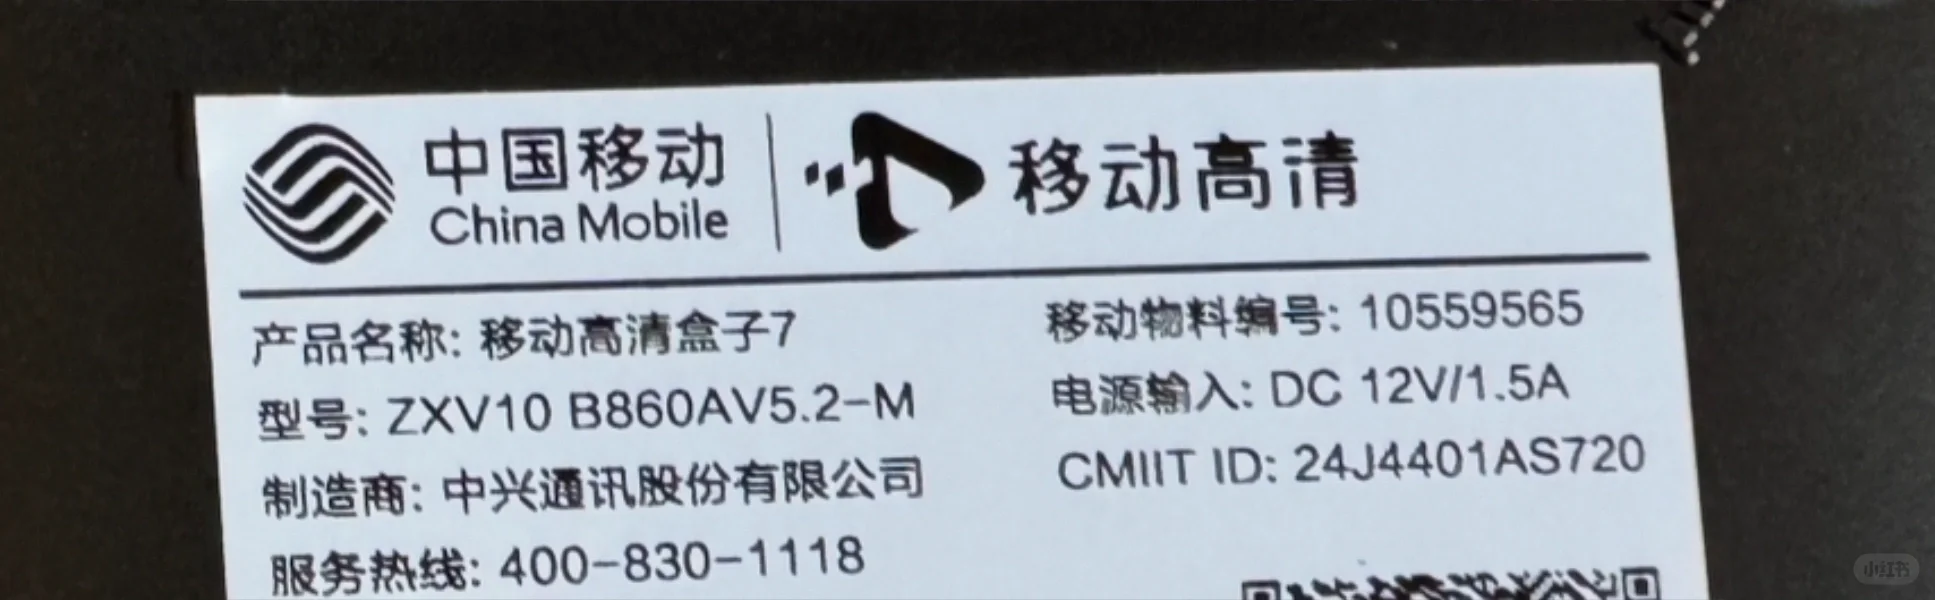 中国移动
China Mobile
移动高清
产品名称: 移动高清盒子7
移动物料编号: 10559565
型号: ZXV10 B860AV5.2-M
电源输入: DC 12V/1.5A
制造商: 中兴通讯股份有限公司
CMIIT ID: 24J4401AS720
服务热线: 400-830-1118
小红书